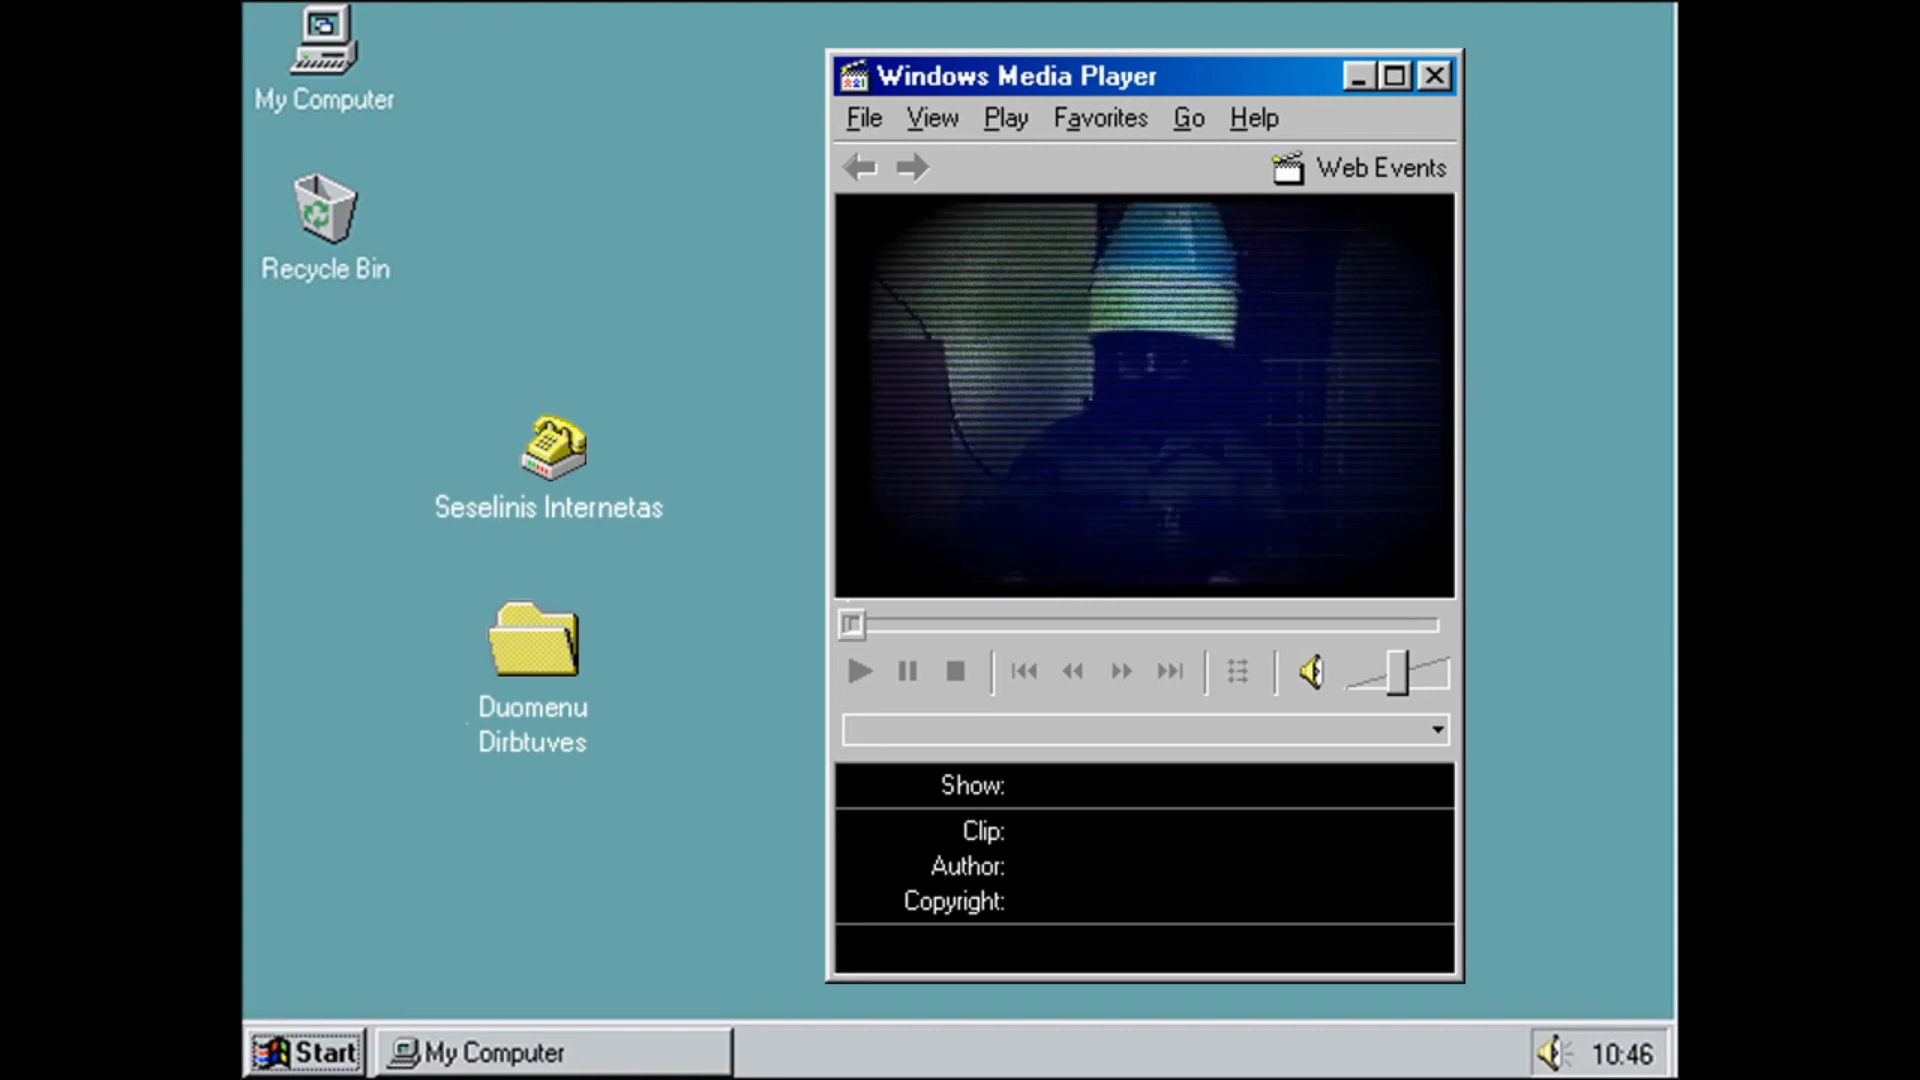 My Computer
Recycle Bin
Seselinis Internetas
Duomenu
Dirbtuves
Windows Media Player
File View Play Favorites Go Help
Web Events
Show:
Clip:
Author:
Copyright:
Start
My Computer
10:46